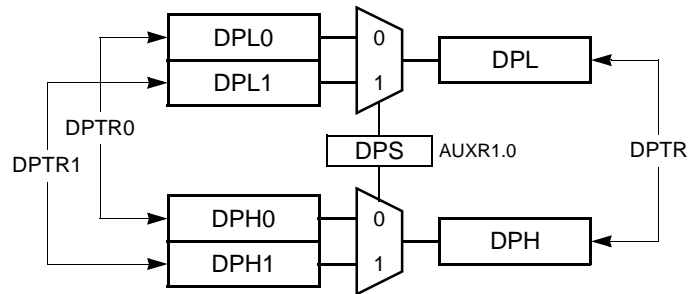 DPL0
0
DPL
DPL1
1
DPTR0
DPTR1
DPS
AUXR1.0
DPTR
DPH0
0
DPH
DPH1
1